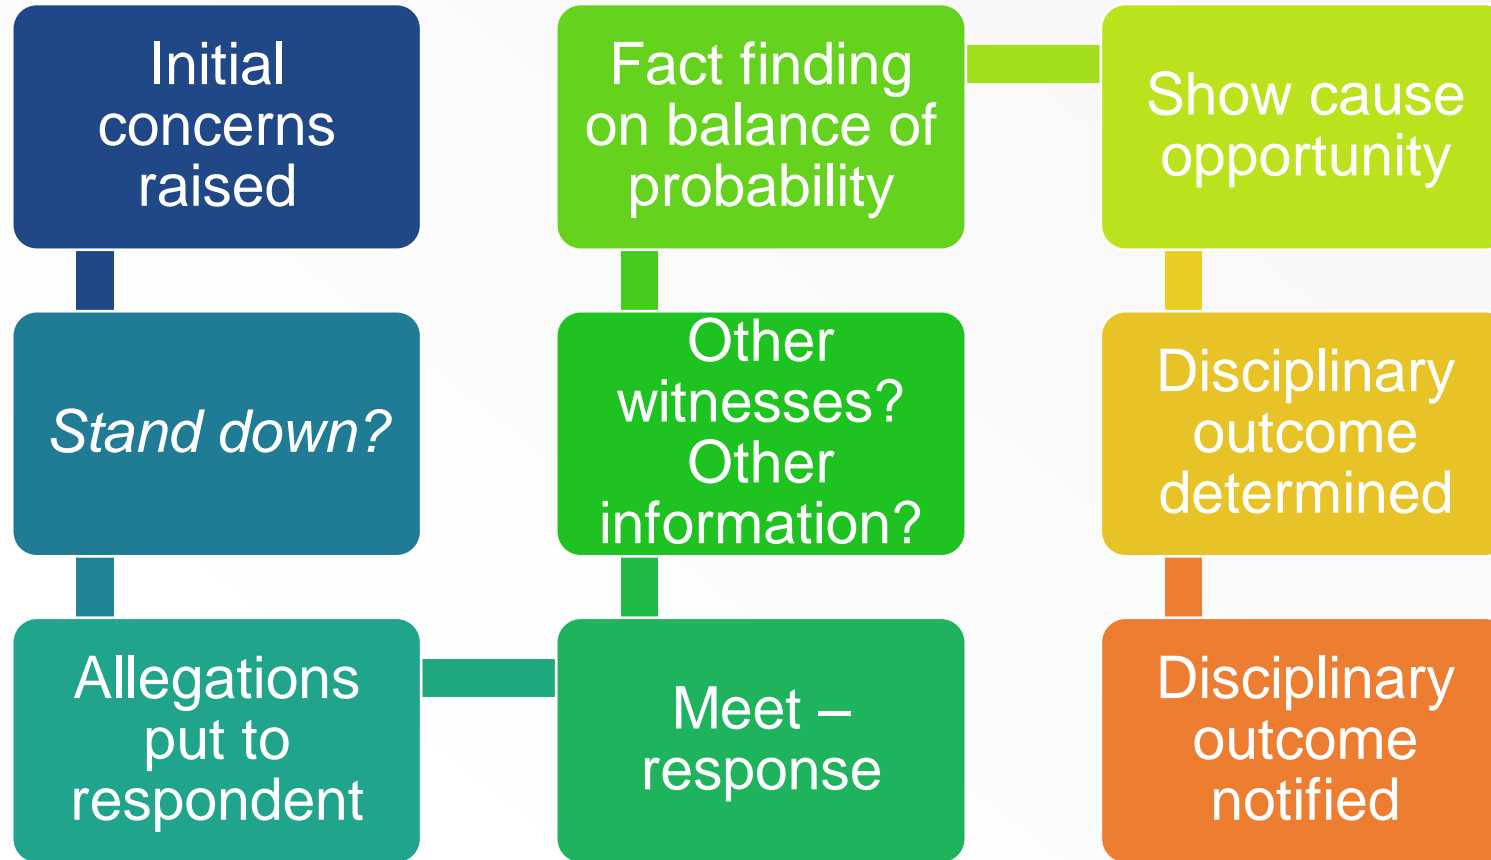 Initial
concerns
raised
Stand down?
Allegations
put to
respondent
Meet –
response
Other
witnesses?
Other
information?
Fact finding
on balance of
probability
Show cause
opportunity
Disciplinary
outcome
determined
Disciplinary
outcome
notified